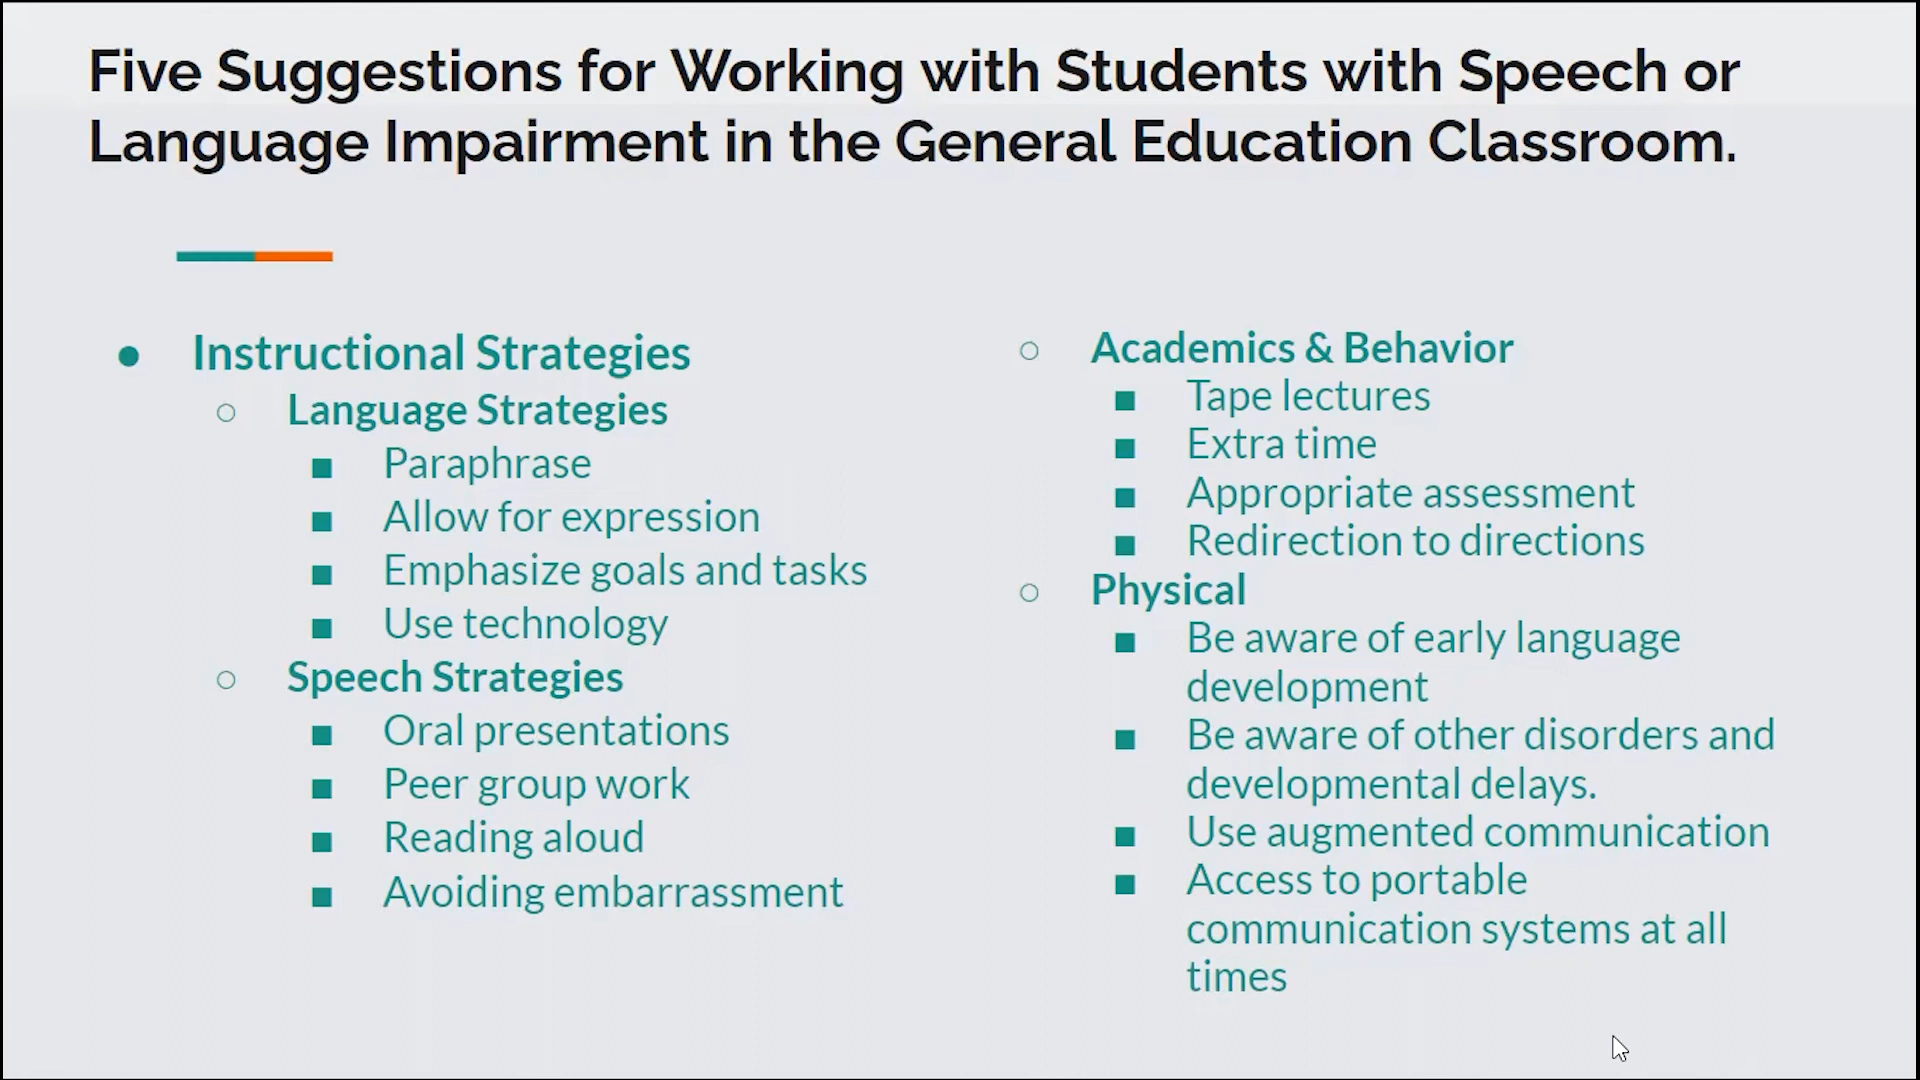 Five Suggestions for Working with Students with Speech or
Language Impairment in the General Education Classroom.
● Instructional Strategies
○ Language Strategies
■ Paraphrase
■ Allow for expression
■ Emphasize goals and tasks
■ Use technology
○ Speech Strategies
■ Oral presentations
■ Peer group work
■ Reading aloud
■ Avoiding embarrassment
○ Academics & Behavior
■ Tape lectures
■ Extra time
■ Appropriate assessment
■ Redirection to directions
○ Physical
■ Be aware of early language
development
■ Be aware of other disorders and
developmental delays.
■ Use augmented communication
■ Access to portable
communication systems at all
times